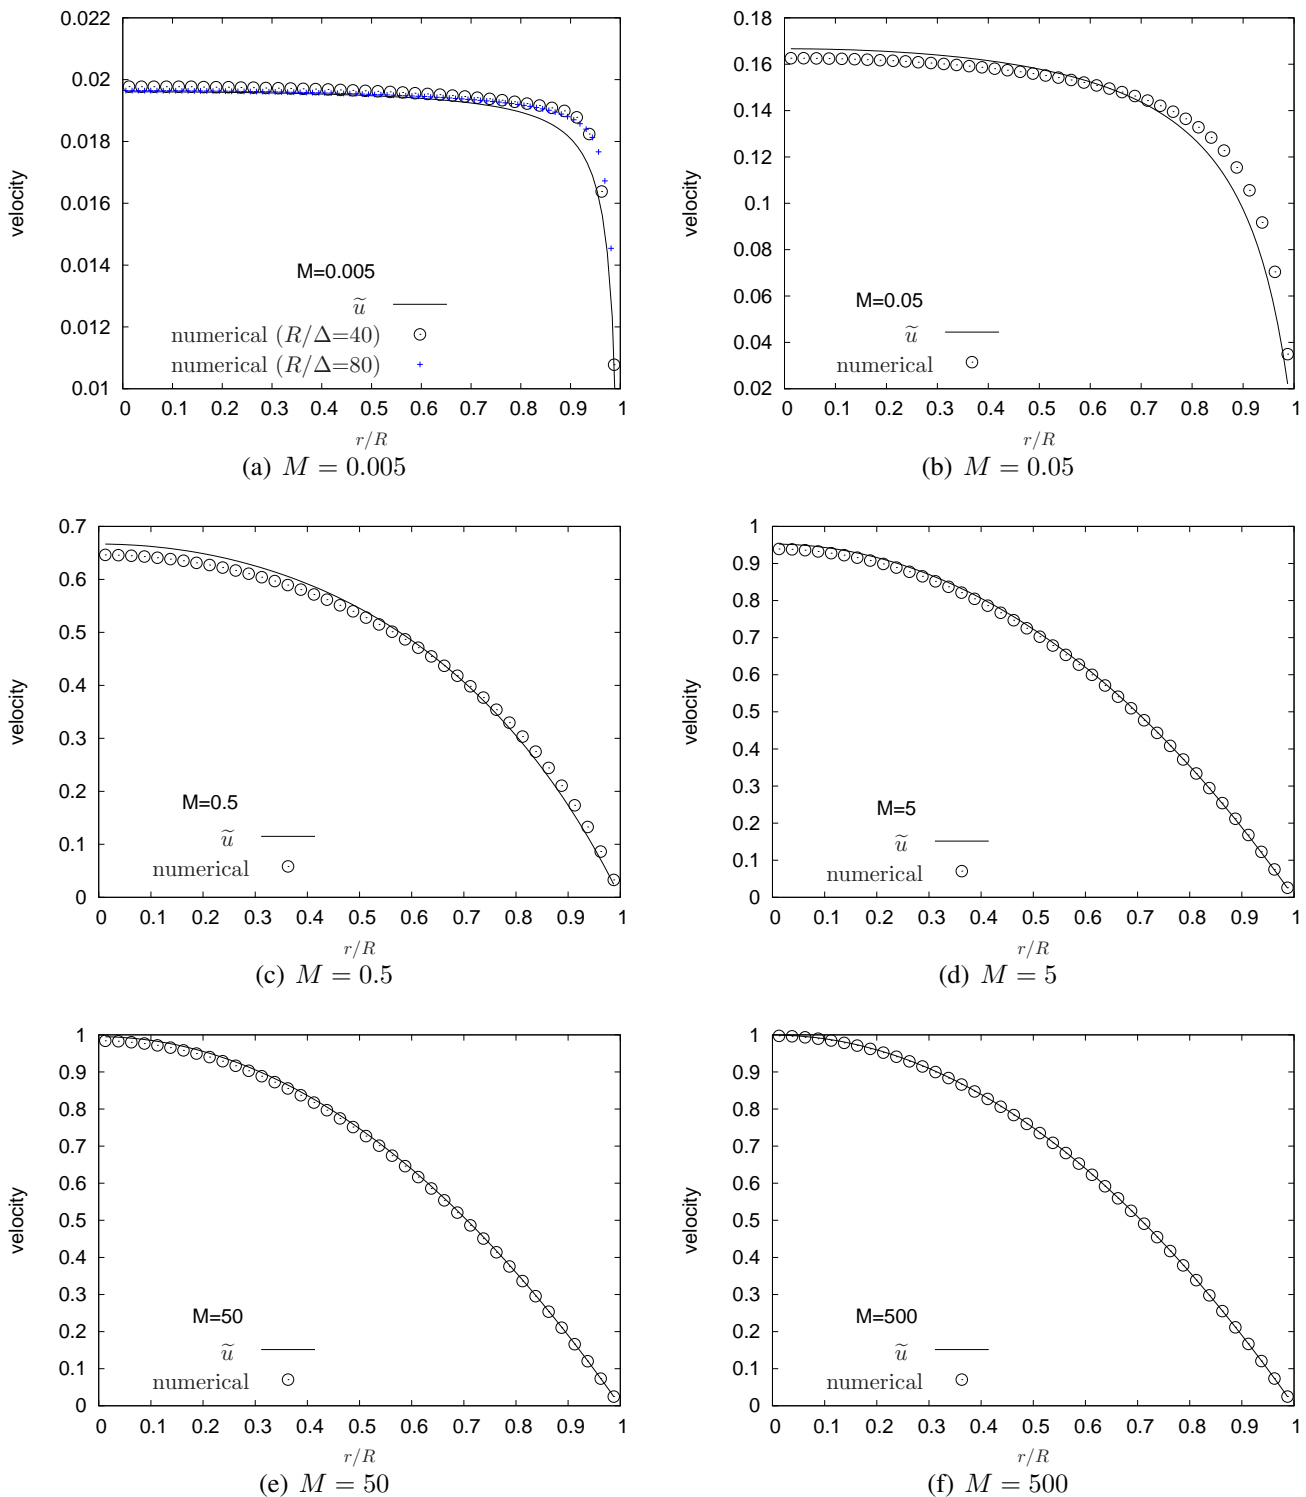 0.022
0.02
0.018
0.016
0.014
0.012
0.01
velocity
M=0.005
ũ
numerical (R/Δ=40)
numerical (R/Δ=80)
0 0.1 0.2 0.3 0.4 0.5 0.6 0.7 0.8 0.9 1
r/R
(a) M = 0.005
0.18
0.16
0.14
0.12
0.1
0.08
0.06
0.04
0.02
velocity
M=0.05
ũ
numerical
0 0.1 0.2 0.3 0.4 0.5 0.6 0.7 0.8 0.9 1
r/R
(b) M = 0.05
0.7
0.6
0.5
0.4
0.3
0.2
0.1
0
velocity
M=0.5
ũ
numerical
0 0.1 0.2 0.3 0.4 0.5 0.6 0.7 0.8 0.9 1
r/R
(c) M = 0.5
1
0.9
0.8
0.7
0.6
0.5
0.4
0.3
0.2
0.1
0
velocity
M=5
ũ
numerical
0 0.1 0.2 0.3 0.4 0.5 0.6 0.7 0.8 0.9 1
r/R
(d) M = 5
1
0.9
0.8
0.7
0.6
0.5
0.4
0.3
0.2
0.1
0
velocity
M=50
ũ
numerical
0 0.1 0.2 0.3 0.4 0.5 0.6 0.7 0.8 0.9 1
r/R
(e) M = 50
1
0.9
0.8
0.7
0.6
0.5
0.4
0.3
0.2
0.1
0
velocity
M=500
ũ
numerical
0 0.1 0.2 0.3 0.4 0.5 0.6 0.7 0.8 0.9 1
r/R
(f) M = 500